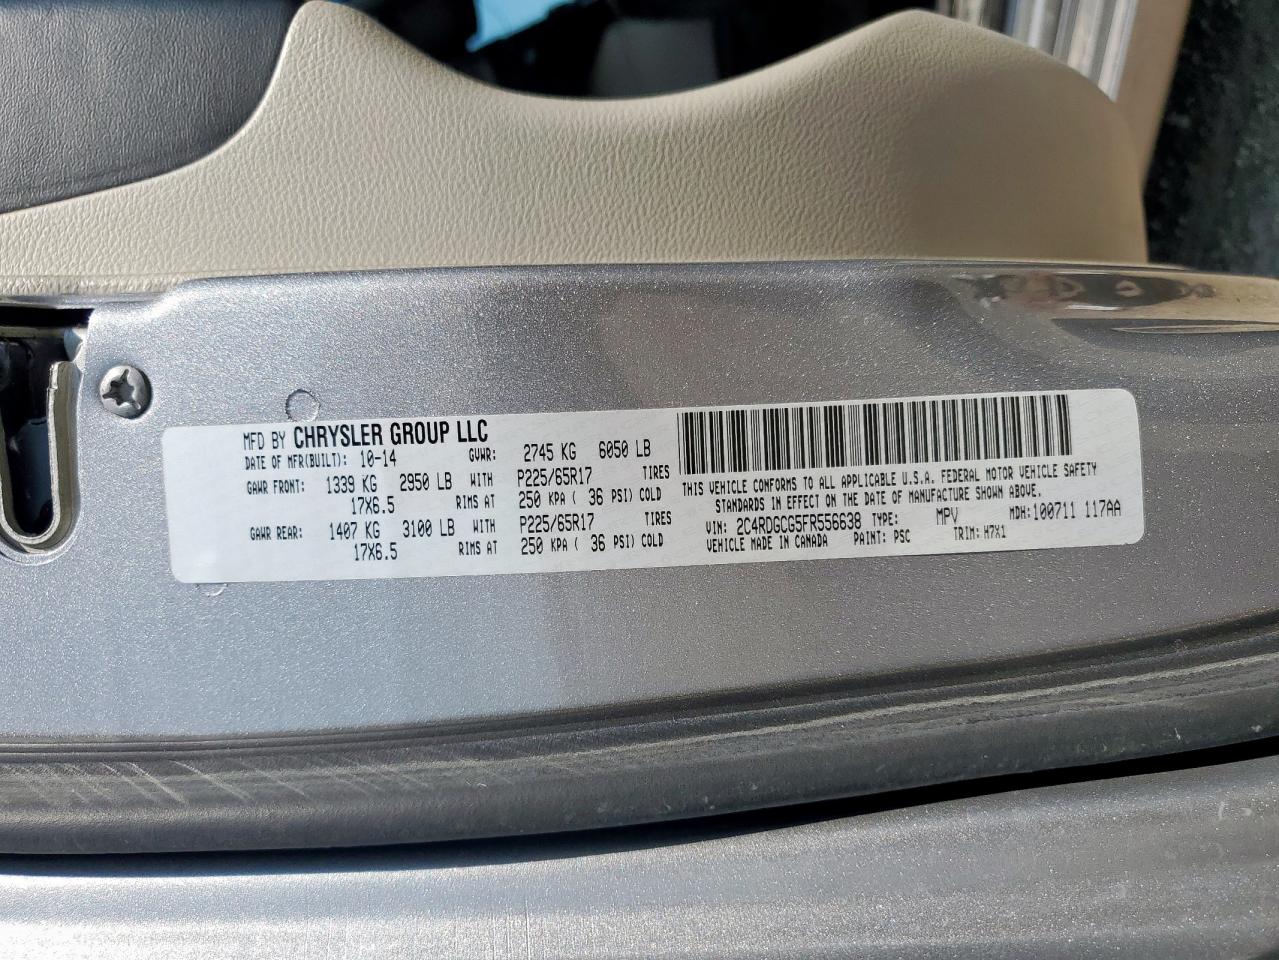 MFD BY CHRYSLER GROUP LLC
DATE OF MFR(BUILT): 10-14 GVWR: 2745 KG 6050 LB
GAWR FRONT: 1339 KG 2950 LB WITH P225/65R17 TIRES
17X6.5 RIMS AT 250 KPA ( 36 PSI) COLD
GAWR REAR: 1407 KG 3100 LB WITH P225/65R17 TIRES
17X6.5 RIMS AT 250 KPA ( 36 PSI) COLD
THIS VEHICLE CONFORMS TO ALL APPLICABLE U.S.A. FEDERAL MOTOR VEHICLE SAFETY
STANDARDS IN EFFECT ON THE DATE OF MANUFACTURE SHOWN ABOVE.
VIN: 2C4RDGCG5FR556638 TYPE: MPV MDH:100711 117AA
VEHICLE MADE IN CANADA PAINT: PSC TRIM: H7X1